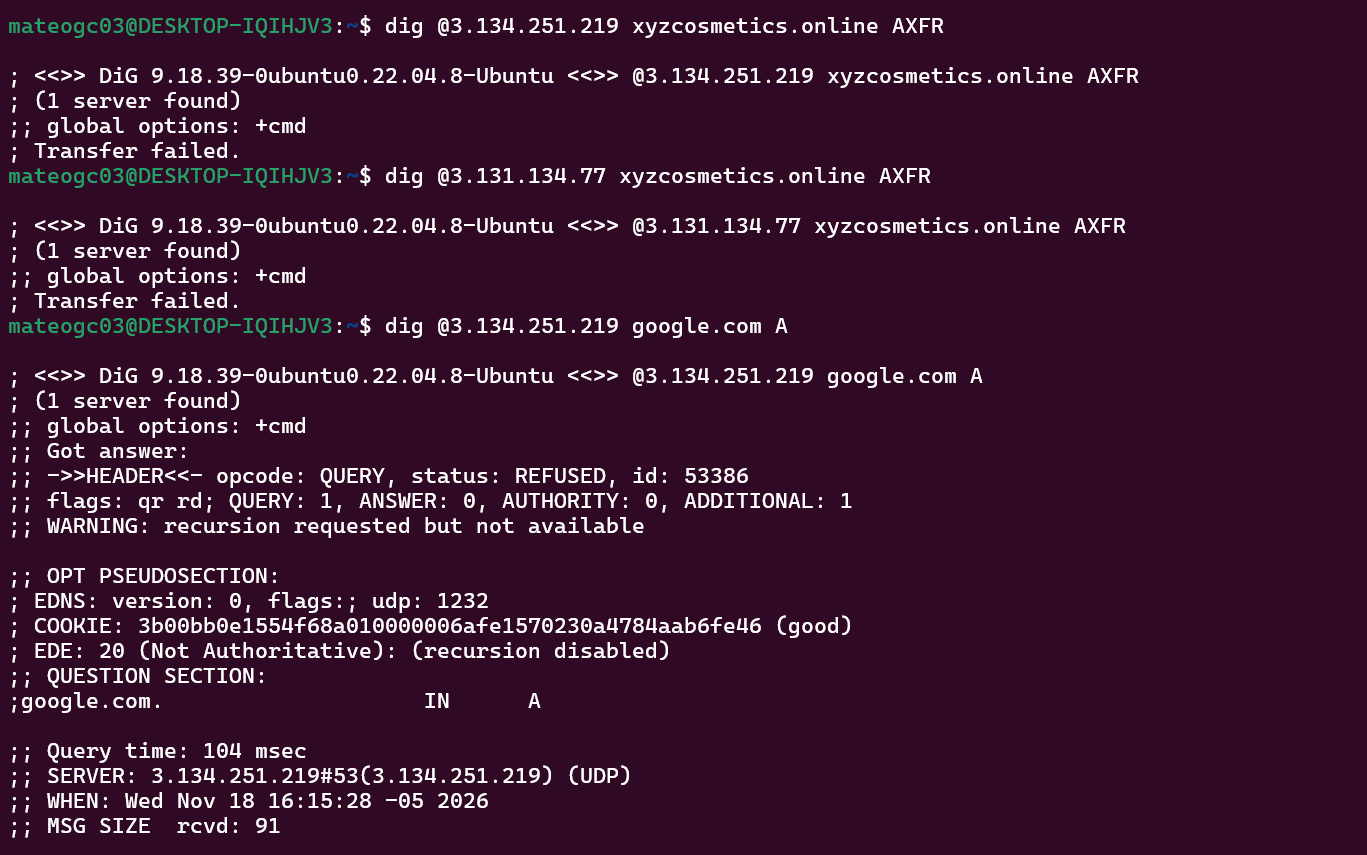 mateogc03@DESKTOP-IQIHJV3:~$ dig @3.134.251.219 xyzcosmetics.online AXFR

; <<>> DiG 9.18.39-0ubuntu0.22.04.8-Ubuntu <<>> @3.134.251.219 xyzcosmetics.online AXFR
; (1 server found)
;; global options: +cmd
; Transfer failed.
mateogc03@DESKTOP-IQIHJV3:~$ dig @3.131.134.77 xyzcosmetics.online AXFR

; <<>> DiG 9.18.39-0ubuntu0.22.04.8-Ubuntu <<>> @3.131.134.77 xyzcosmetics.online AXFR
; (1 server found)
;; global options: +cmd
; Transfer failed.
mateogc03@DESKTOP-IQIHJV3:~$ dig @3.134.251.219 google.com A

; <<>> DiG 9.18.39-0ubuntu0.22.04.8-Ubuntu <<>> @3.134.251.219 google.com A
; (1 server found)
;; global options: +cmd
;; Got answer:
;; ->>HEADER<<- opcode: QUERY, status: REFUSED, id: 53386
;; flags: qr rd; QUERY: 1, ANSWER: 0, AUTHORITY: 0, ADDITIONAL: 1
;; WARNING: recursion requested but not available

;; OPT PSEUDOSECTION:
; EDNS: version: 0, flags:; udp: 1232
; COOKIE: 3b00bb0e1554f68a010000006afe1570230a4784aab6fe46 (good)
; EDE: 20 (Not Authoritative): (recursion disabled)
;; QUESTION SECTION:
;google.com.                    IN      A

;; Query time: 104 msec
;; SERVER: 3.134.251.219#53(3.134.251.219) (UDP)
;; WHEN: Wed Nov 18 16:15:28 -05 2026
;; MSG SIZE  rcvd: 91